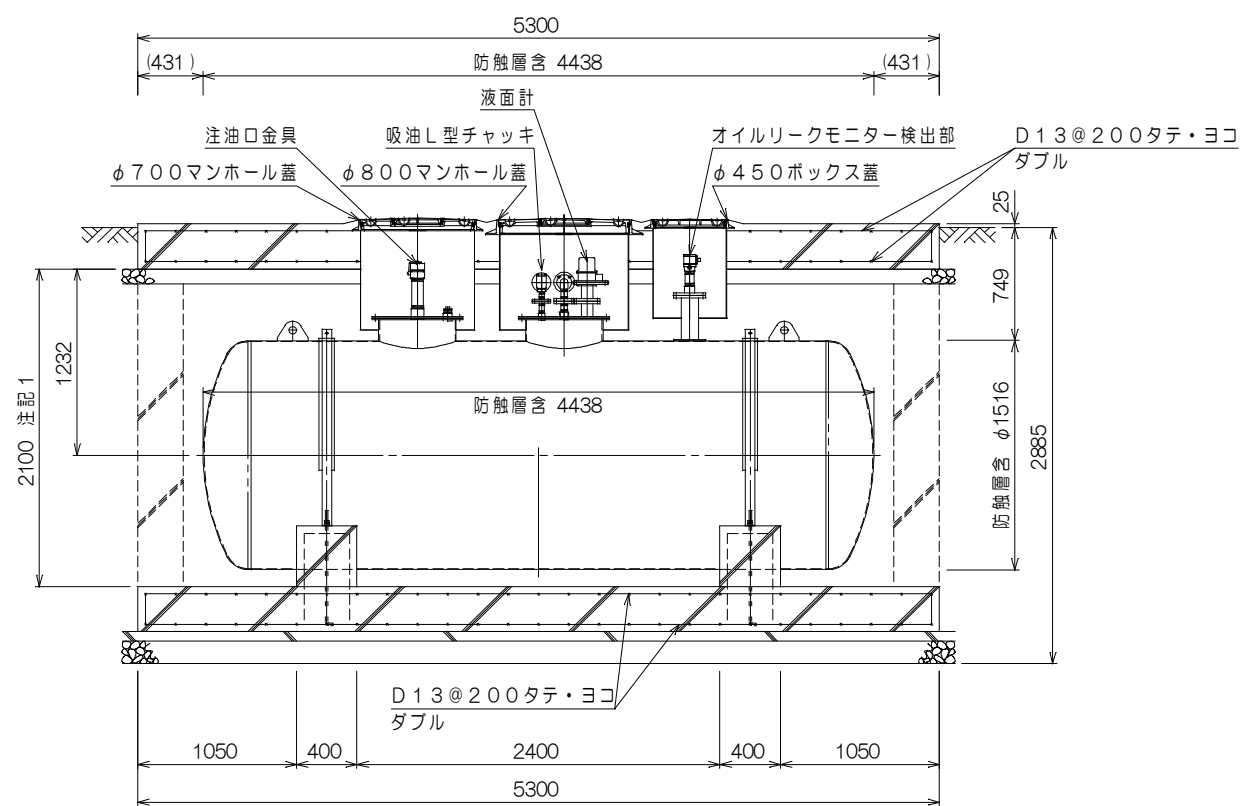 5300
(431)
防触層含 4438
(431)
液面計
注油口金具
吸油L型チャッキ
オイルリークモニター検出部
D13@200タテ・ヨコ
ダブル
φ700マンホール蓋
φ800マンホール蓋
φ450ボックス蓋
25
749
1232
2100 注記1
防触層含 4438
防触層含 φ1516
2885
D13@200タテ・ヨコ
ダブル
1050
400
2400
400
1050
5300